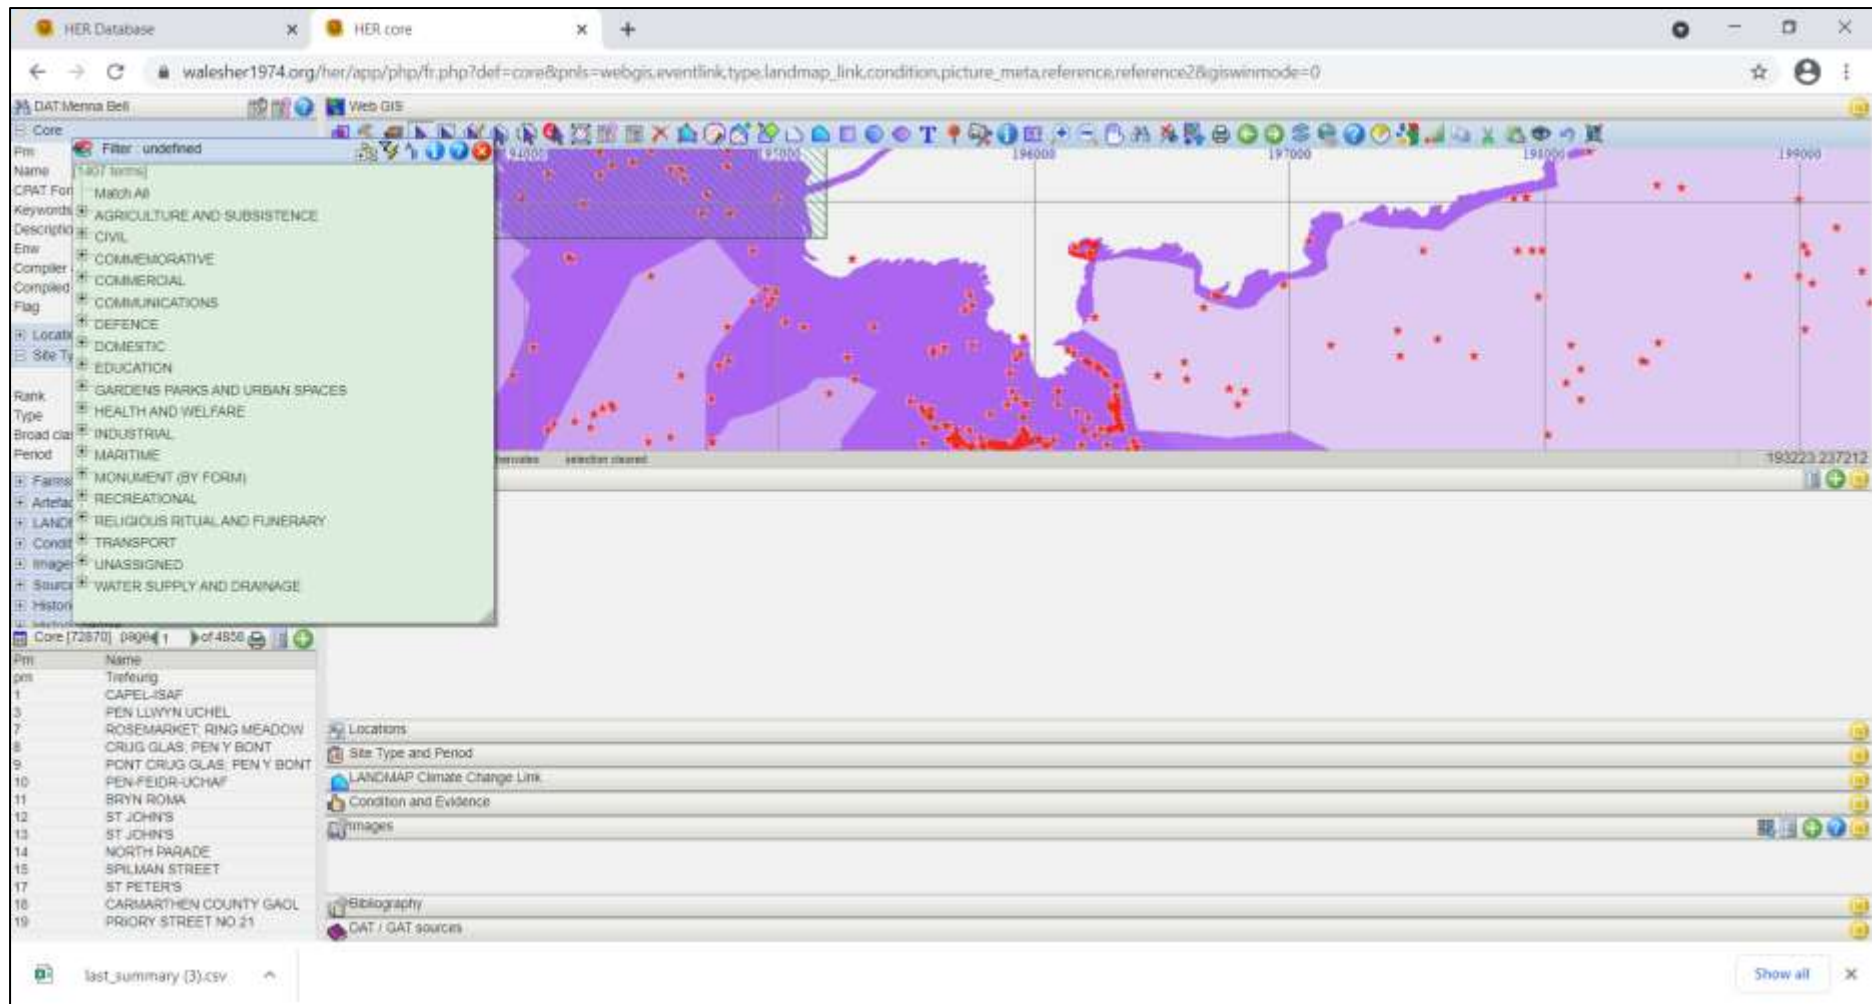 HER Database
HER core
walesher1974.org/her/app/php/fr.php?def=core&pnls=webgis,eventlink,type,landmap_link,condition,picture_meta,reference,reference2&giswinmode=0
DAT:Menna Bell
Web GIS
Core
Prn
Name
Keywords
Compiler
Compiled
Flag
Rank
Type
Period
Filter : undefined
[1407 terms]
Match All
AGRICULTURE AND SUBSISTENCE
CIVIL
COMMEMORATIVE
COMMERCIAL
COMMUNICATIONS
DEFENCE
DOMESTIC
EDUCATION
GARDENS PARKS AND URBAN SPACES
HEALTH AND WELFARE
INDUSTRIAL
MARITIME
MONUMENT (BY FORM)
RECREATIONAL
RELIGIOUS RITUAL AND FUNERARY
TRANSPORT
UNASSIGNED
WATER SUPPLY AND DRAINAGE
195000
196000
197000
198000
199000
selection cleared
193223 237212
Core [72870] page 1 of 4858
Prn Name
prn Trefeurig
1 CAPEL-ISAF
3 PEN LLWYN UCHEL
7 ROSEMARKET; RING MEADOW
8 CRUG GLAS; PEN Y BONT
9 PONT CRUG GLAS; PEN Y BONT
10 PEN-FEIDR-UCHAF
11 BRYN ROMA
12 ST JOHN'S
13 ST JOHN'S
14 NORTH PARADE
15 SPILMAN STREET
17 ST PETER'S
18 CARMARTHEN COUNTY GAOL
19 PRIORY STREET NO 21
Locations
Site Type and Period
LANDMAP Climate Change Link
Condition and Evidence
Images
Bibliography
DAT / GAT sources
last_summary (3).csv
Show all